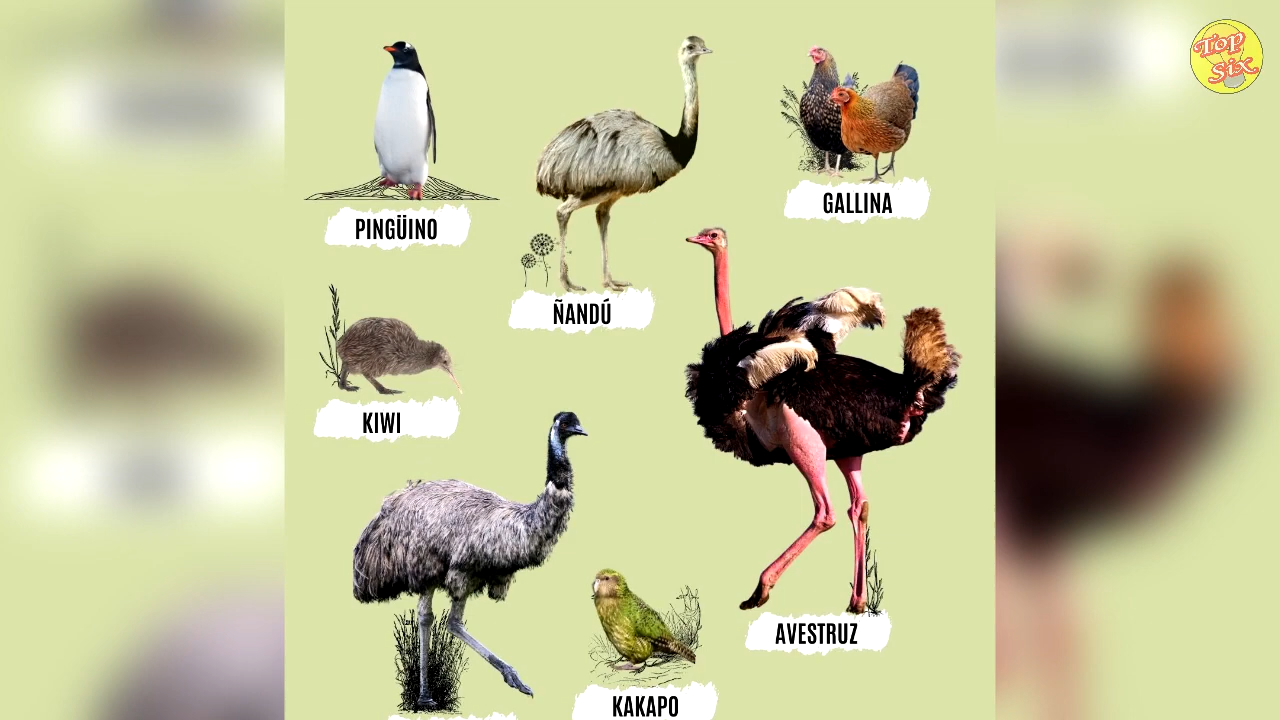 Top
Six
PINGÜINO
ÑANDÚ
GALLINA
KIWI
AVESTRUZ
KAKAPO